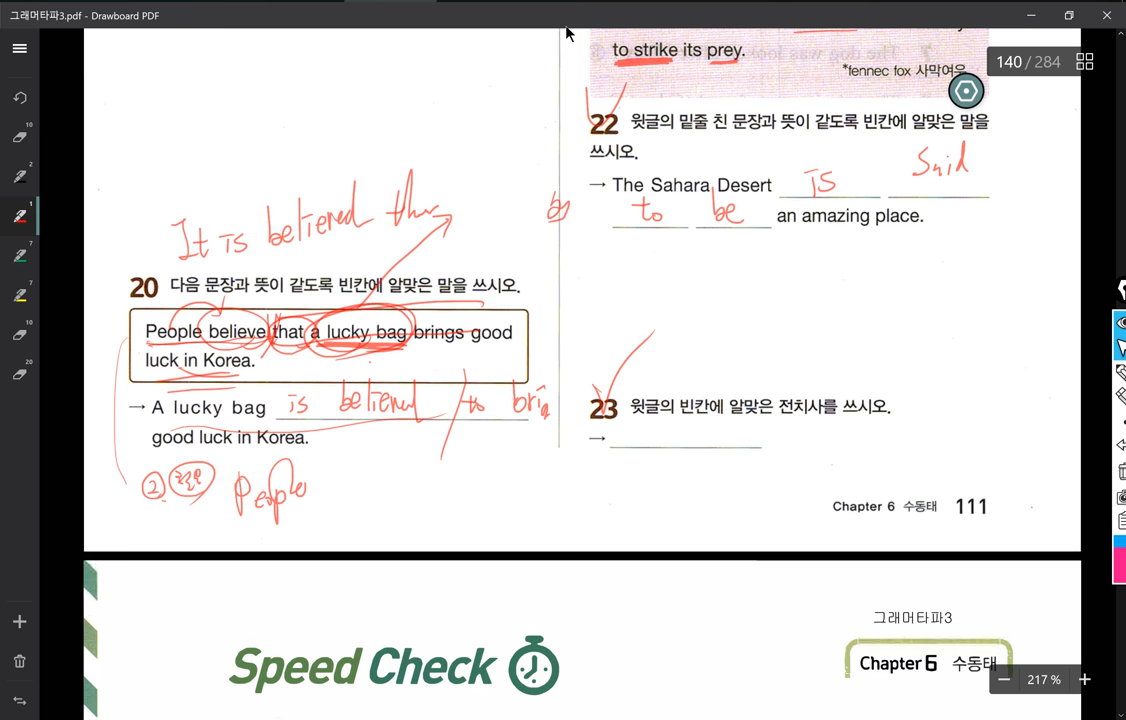 그래머타파3.pdf - Drawboard PDF
140 / 284
to strike its prey.
*fennec fox 사막여우
22 윗글의 밑줄 친 문장과 뜻이 같도록 빈칸에 알맞은 말을
쓰시오.
→ The Sahara Desert is said
to be an amazing place.
It is believed
20 다음 문장과 뜻이 같도록 빈칸에 알맞은 말을 쓰시오.
People believe that a lucky bag brings good
luck in Korea.
→ A lucky bag is believed to
good luck in Korea.
② People
23 윗글의 빈칸에 알맞은 전치사를 쓰시오.
→
Chapter 6 수동태 111
Speed Check
그래머타파3
Chapter 6 수동태
217 %